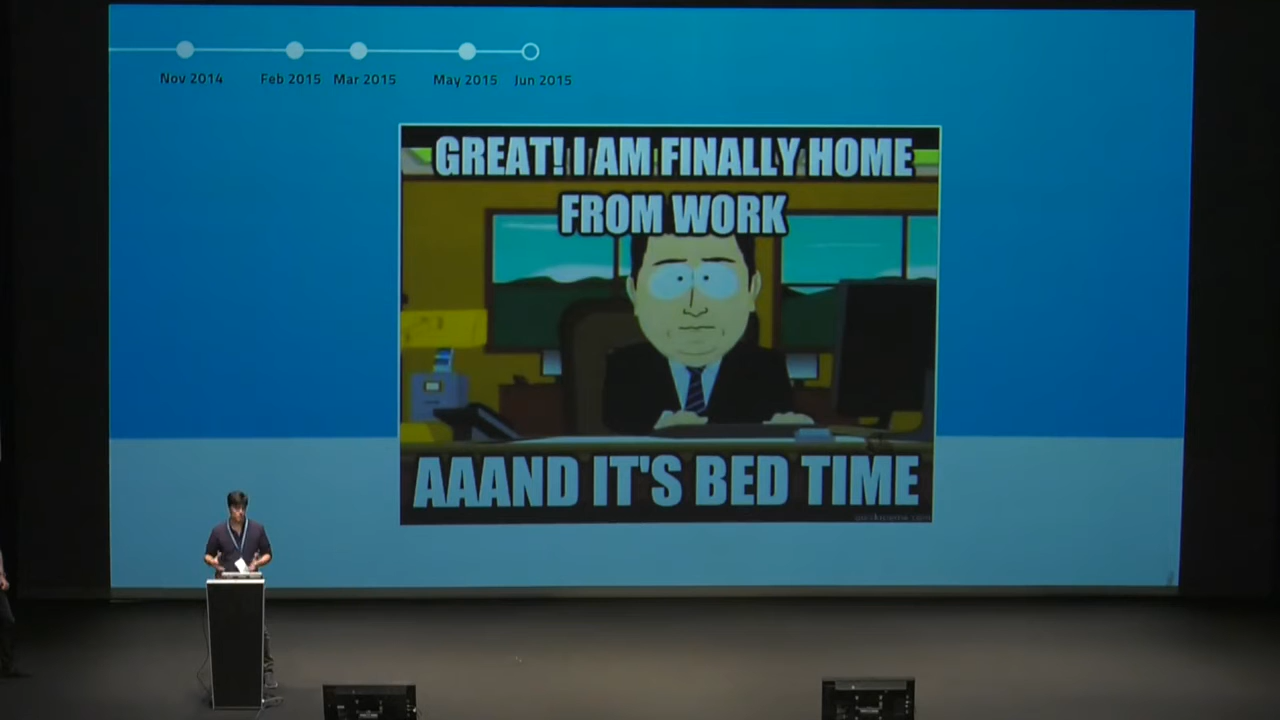 Nov 2014 Feb 2015 Mar 2015 May 2015 Jun 2015
GREAT! I AM FINALLY HOME
FROM WORK
AAAND IT'S BED TIME